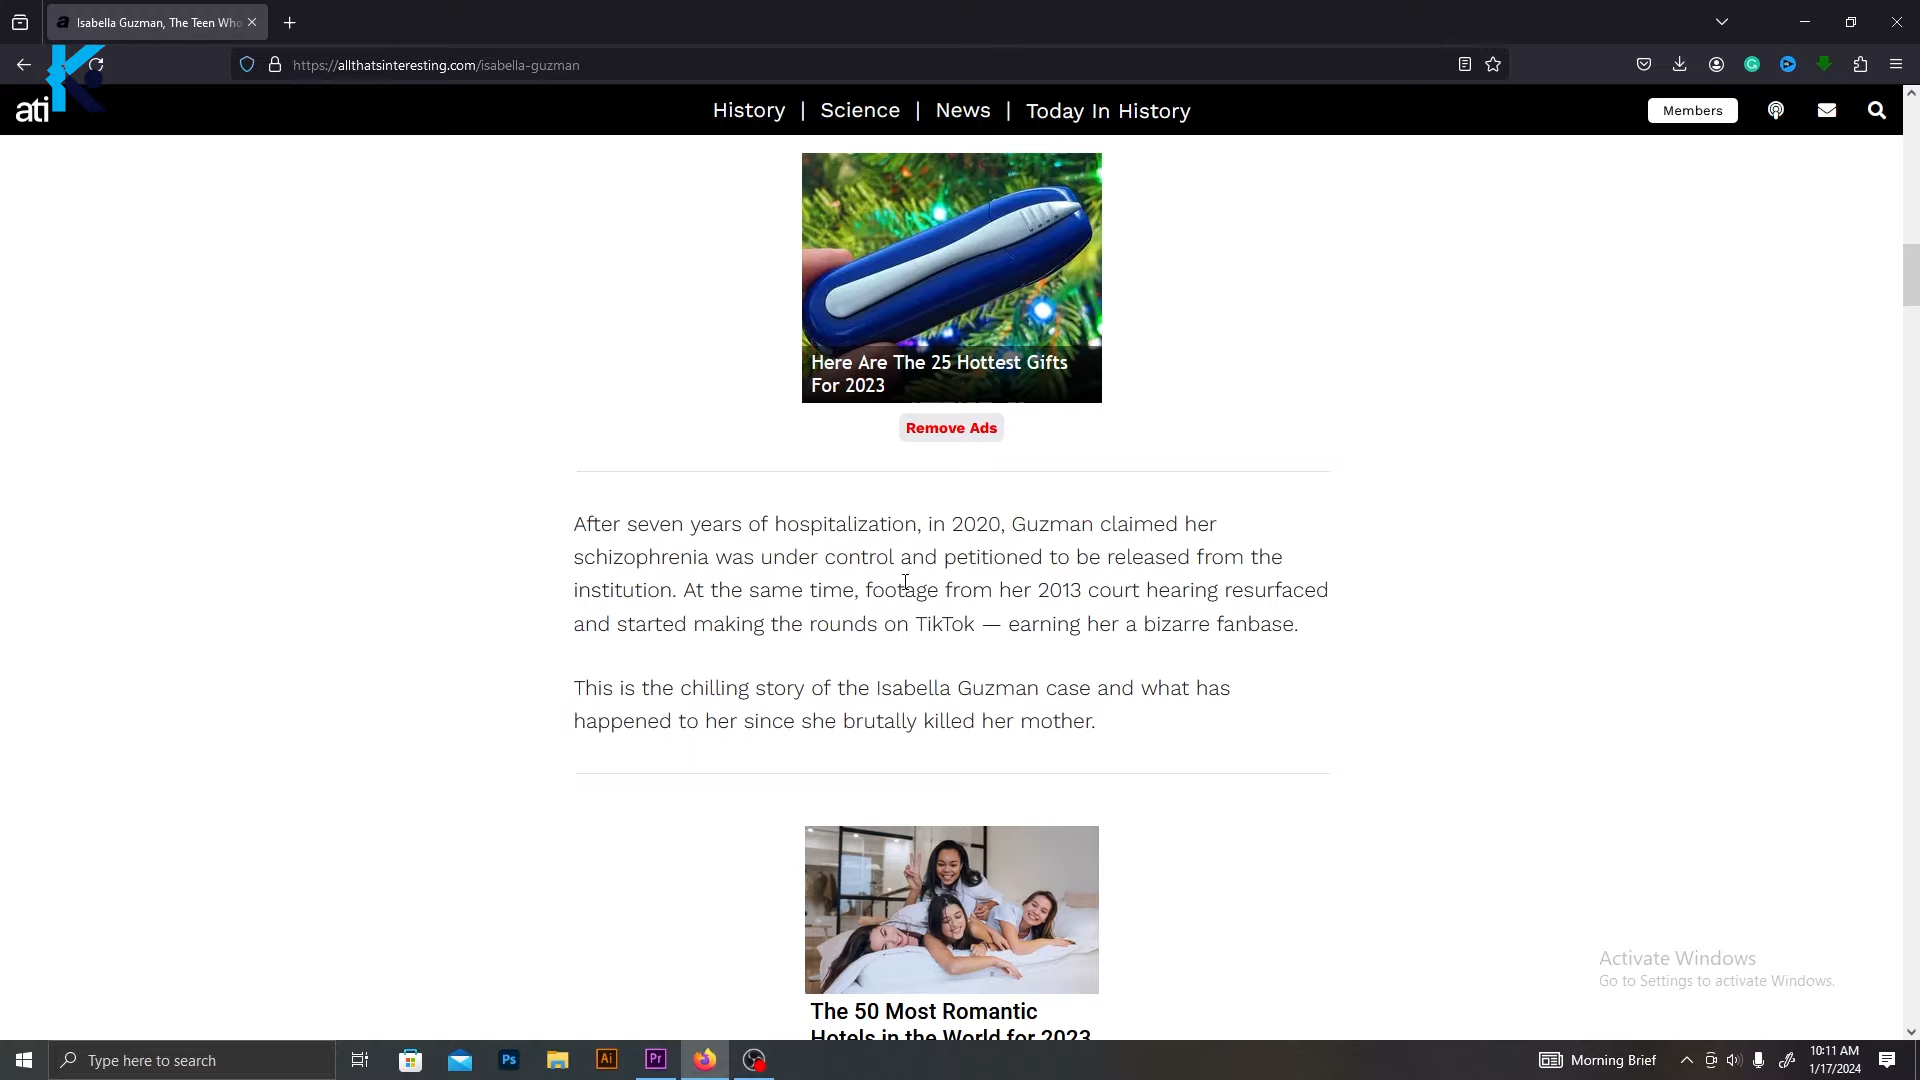 Isabella Guzman, The Teen Who
https://allthatsinteresting.com/isabella-guzman
ati
K
History | Science | News | Today In History
Members
Here Are The 25 Hottest Gifts
For 2023
Remove Ads
After seven years of hospitalization, in 2020, Guzman claimed her
schizophrenia was under control and petitioned to be released from the
institution. At the same time, footage from her 2013 court hearing resurfaced
and started making the rounds on TikTok — earning her a bizarre fanbase.
This is the chilling story of the Isabella Guzman case and what has
happened to her since she brutally killed her mother.
The 50 Most Romantic
Hotels in the World for 2023
Activate Windows
Go to Settings to activate Windows.
Type here to search
Ps
Ai
Pr
Morning Brief
10:11 AM
1/17/2024